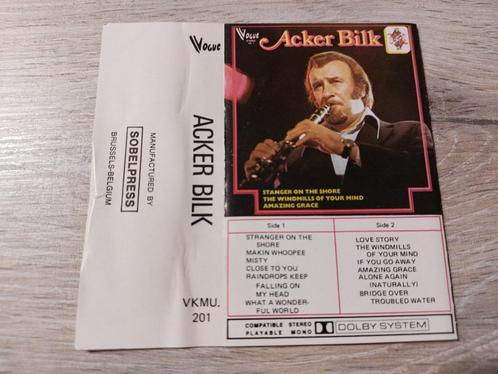 Vogue
ACKER BILK
MANUFACTURED BY
SOBELPRESS
BRUSSELS-BELGIUM
VKMU.
201
Vogue
Acker Bilk
STANGER ON THE SHORE
THE WINDMILLS OF YOUR MIND
AMAZING GRACE
Side 1
STRANGER ON THE
SHORE
MAKIN WHOOPEE
MISTY
CLOSE TO YOU
RAINDROPS KEEP
FALLING ON
MY HEAD
WHAT A WONDER-
FUL WORLD
Side 2
LOVE STORY
THE WINDMILLS
OF YOUR MIND
IF YOU GO AWAY
AMAZING GRACE
ALONE AGAIN
(NATURALLY)
BRIDGE OVER
TROUBLED WATER
COMPATIBLE STEREO
PLAYABLE MONO
DOLBY SYSTEM